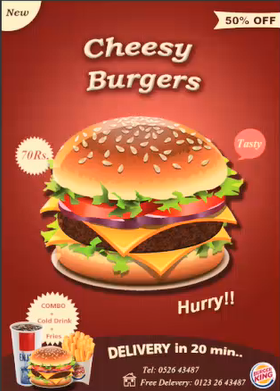 New
50% OFF
Cheesy
Burgers
70Rs.
Tasty
Hurry!!
COMBO
Cold Drink
Fries
DELIVERY in 20 min..
Tel: 0526 43487
Free Delevery: 0123 26 43487
BURGER
KING